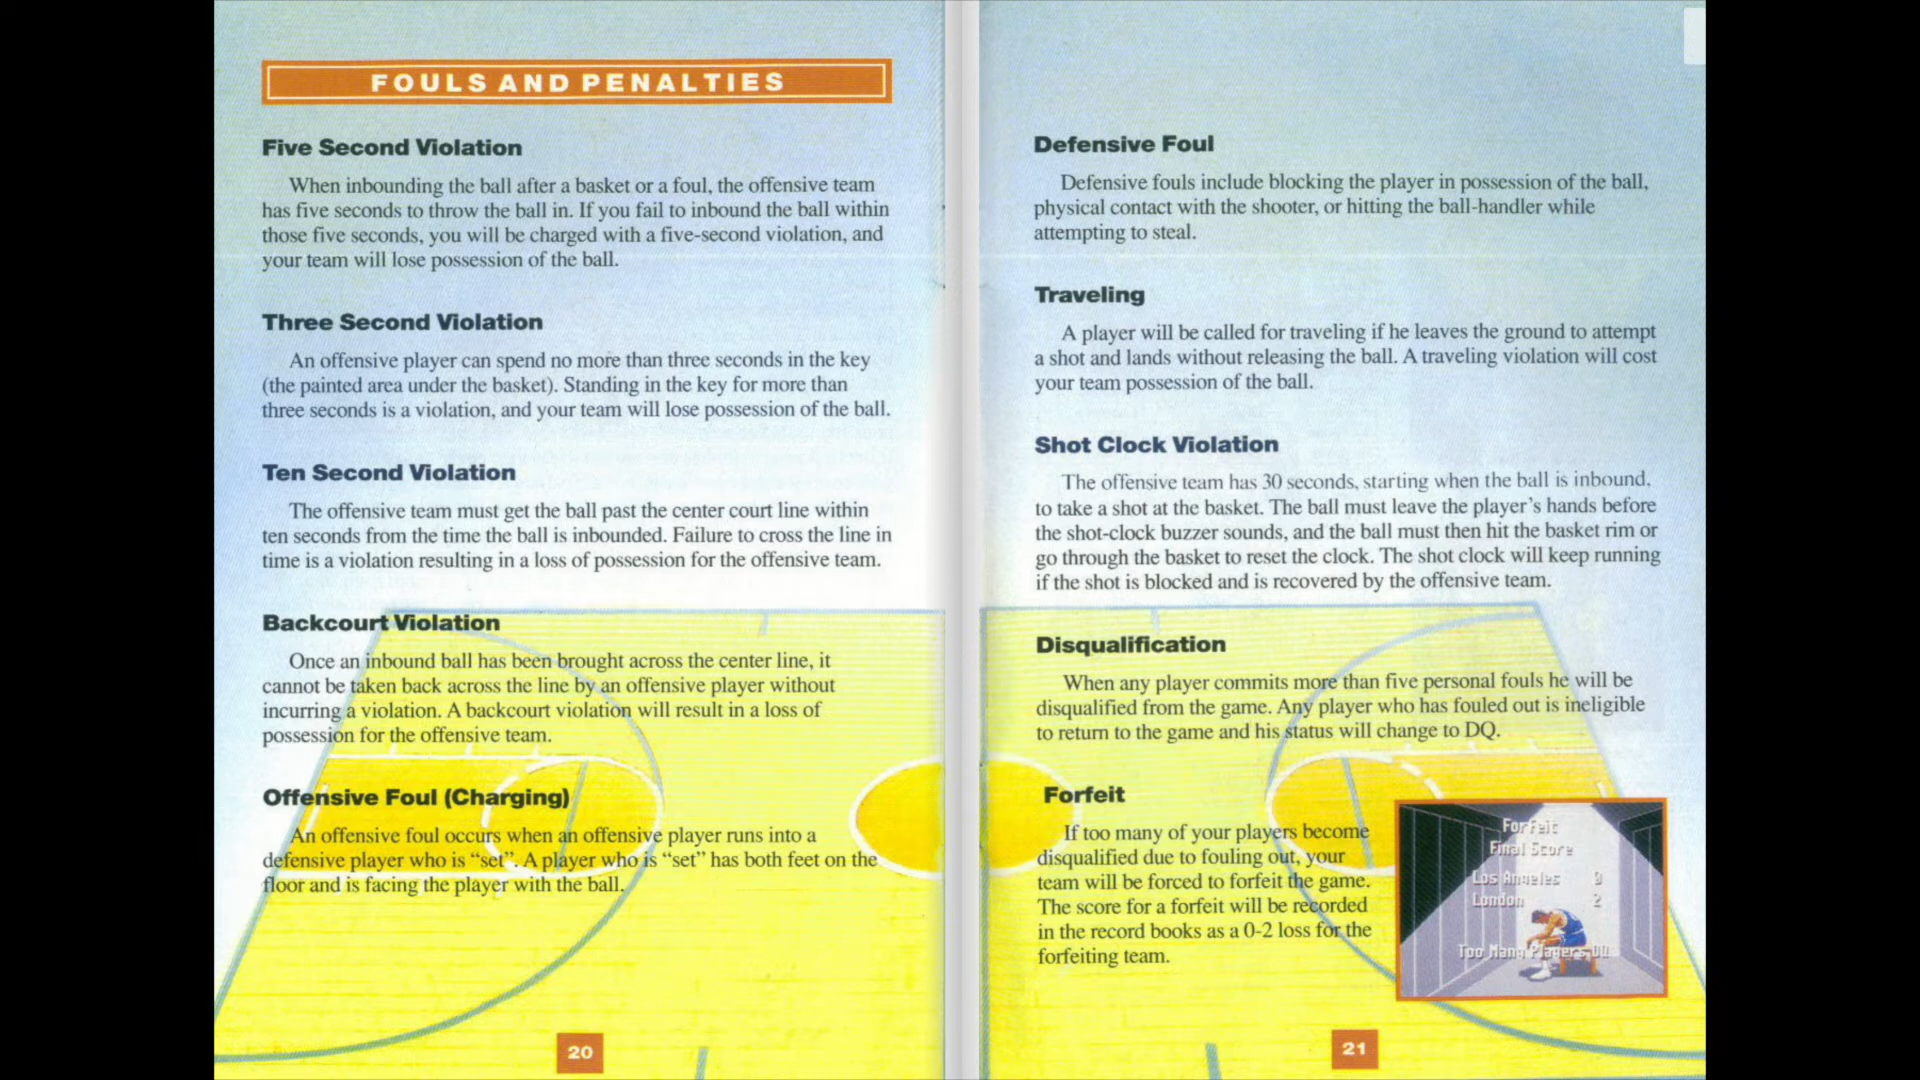 FOULS AND PENALTIES
Five Second Violation
When inbounding the ball after a basket or a foul, the offensive team
has five seconds to throw the ball in. If you fail to inbound the ball within
those five seconds, you will be charged with a five-second violation, and
your team will lose possession of the ball.
Three Second Violation
An offensive player can spend no more than three seconds in the key
(the painted area under the basket). Standing in the key for more than
three seconds is a violation, and your team will lose possession of the ball.
Ten Second Violation
The offensive team must get the ball past the center court line within
ten seconds from the time the ball is inbounded. Failure to cross the line in
time is a violation resulting in a loss of possession for the offensive team.
Backcourt Violation
Once an inbound ball has been brought across the center line, it
cannot be taken back across the line by an offensive player without
incurring a violation. A backcourt violation will result in a loss of
possession for the offensive team.
Offensive Foul (Charging)
An offensive foul occurs when an offensive player runs into a
defensive player who is “set”. A player who is “set” has both feet on the
floor and is facing the player with the ball.
20
Defensive Foul
Defensive fouls include blocking the player in possession of the ball,
physical contact with the shooter, or hitting the ball-handler while
attempting to steal.
Traveling
A player will be called for traveling if he leaves the ground to attempt
a shot and lands without releasing the ball. A traveling violation will cost
your team possession of the ball.
Shot Clock Violation
The offensive team has 30 seconds, starting when the ball is inbound,
to take a shot at the basket. The ball must leave the player’s hands before
the shot-clock buzzer sounds, and the ball must then hit the basket rim or
go through the basket to reset the clock. The shot clock will keep running
if the shot is blocked and is recovered by the offensive team.
Disqualification
When any player commits more than five personal fouls he will be
disqualified from the game. Any player who has fouled out is ineligible
to return to the game and his status will change to DQ.
Forfeit
If too many of your players become
disqualified due to fouling out, your
team will be forced to forfeit the game.
The score for a forfeit will be recorded
in the record books as a 0-2 loss for the
forfeiting team.
Forfeit
Final Score
Los Angeles 0
London 2
Too Many Players DQ
21